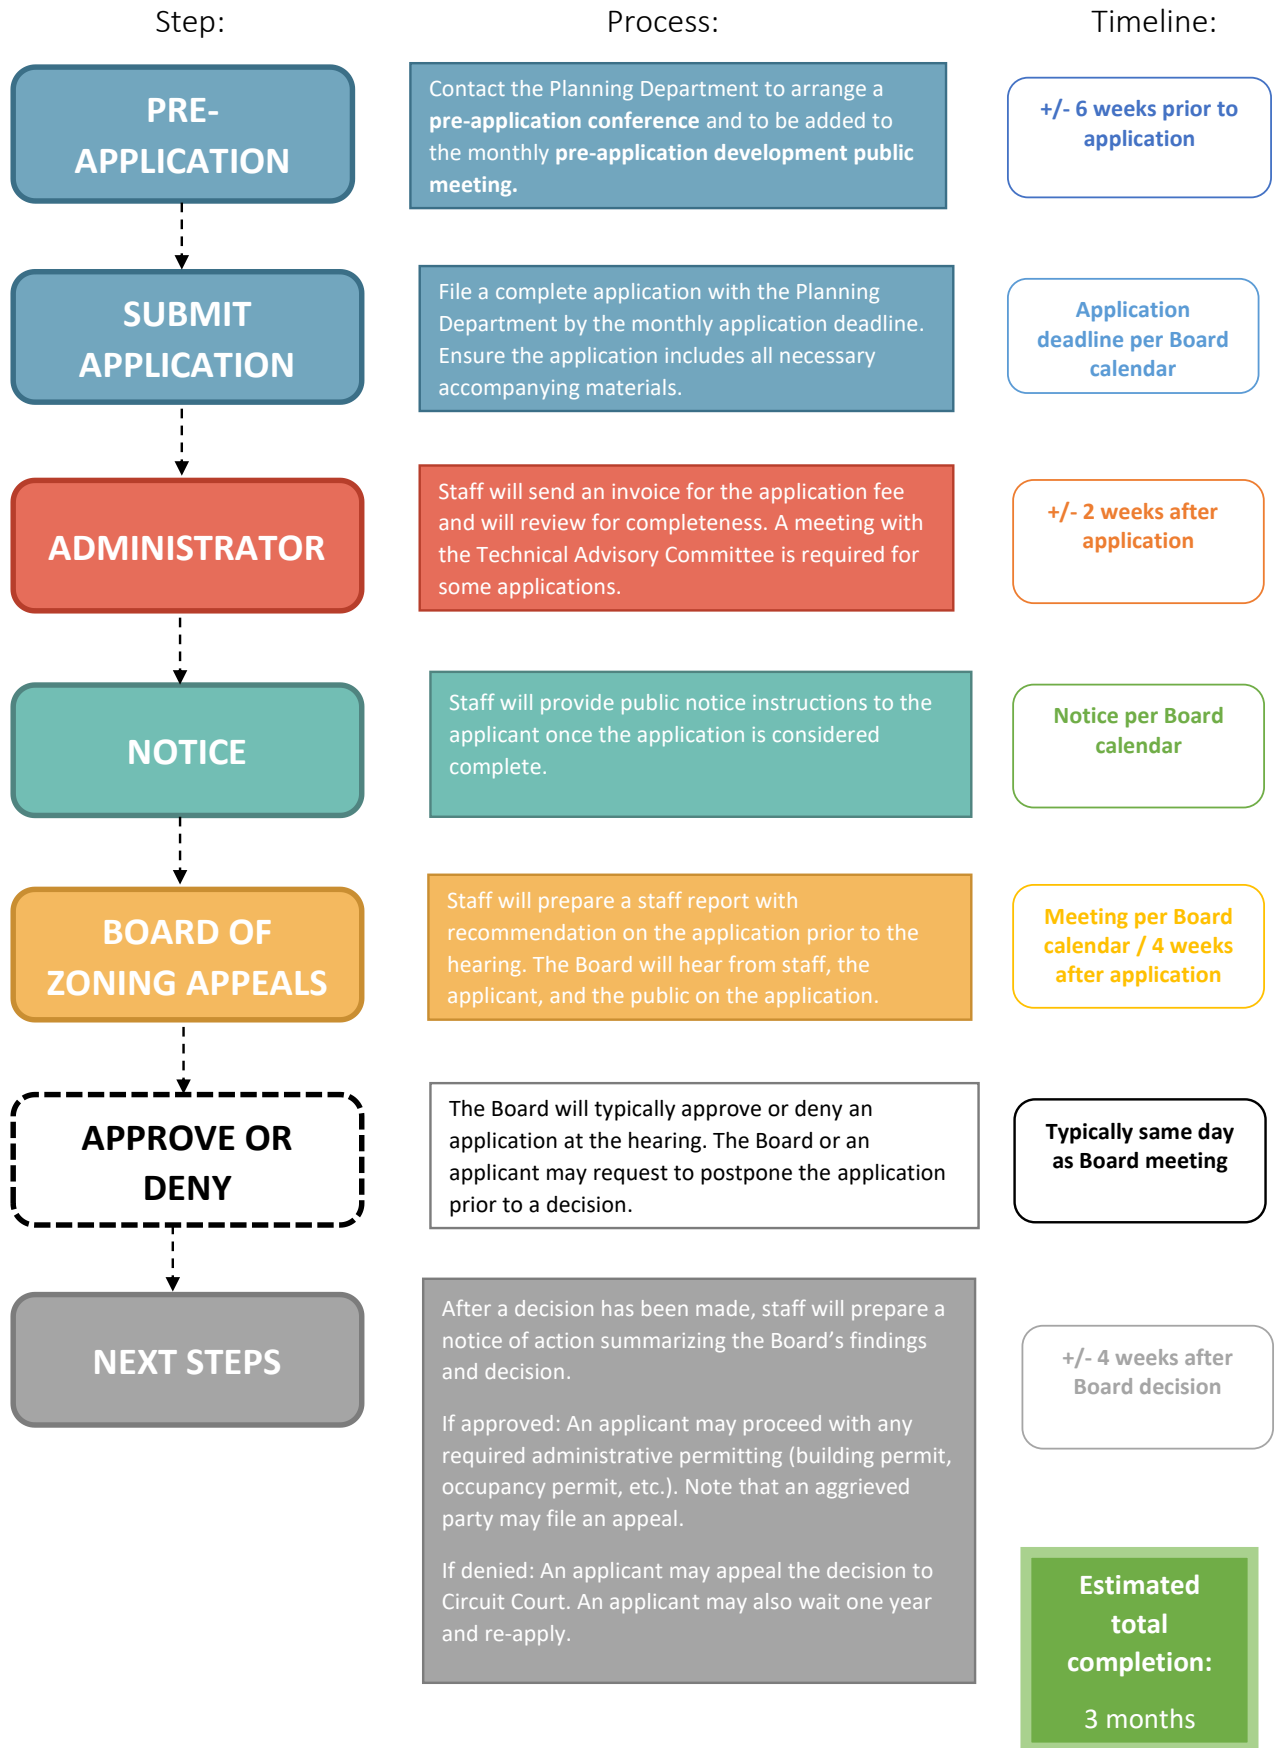 Step:
Process:
Timeline:
PRE-
APPLICATION
Contact the Planning Department to arrange a
pre-application conference and to be added to
the monthly pre-application development public
meeting.
+/- 6 weeks prior to
application
SUBMIT
APPLICATION
File a complete application with the Planning
Department by the monthly application deadline.
Ensure the application includes all necessary
accompanying materials.
Application
deadline per Board
calendar
ADMINISTRATOR
Staff will send an invoice for the application fee
and will review for completeness. A meeting with
the Technical Advisory Committee is required for
some applications.
+/- 2 weeks after
application
NOTICE
Staff will provide public notice instructions to the
applicant once the application is considered
complete.
Notice per Board
calendar
BOARD OF
ZONING APPEALS
Staff will prepare a staff report with
recommendation on the application prior to the
hearing. The Board will hear from staff, the
applicant, and the public on the application.
Meeting per Board
calendar / 4 weeks
after application
APPROVE OR
DENY
The Board will typically approve or deny an
application at the hearing. The Board or an
applicant may request to postpone the application
prior to a decision.
Typically same day
as Board meeting
NEXT STEPS
After a decision has been made, staff will prepare a
notice of action summarizing the Board's findings
and decision.
If approved: An applicant may proceed with any
required administrative permitting (building permit,
occupancy permit, etc.). Note that an aggrieved
party may file an appeal.
If denied: An applicant may appeal the decision to
Circuit Court. An applicant may also wait one year
and re-apply.
+/- 4 weeks after
Board decision
Estimated
total
completion:
3 months